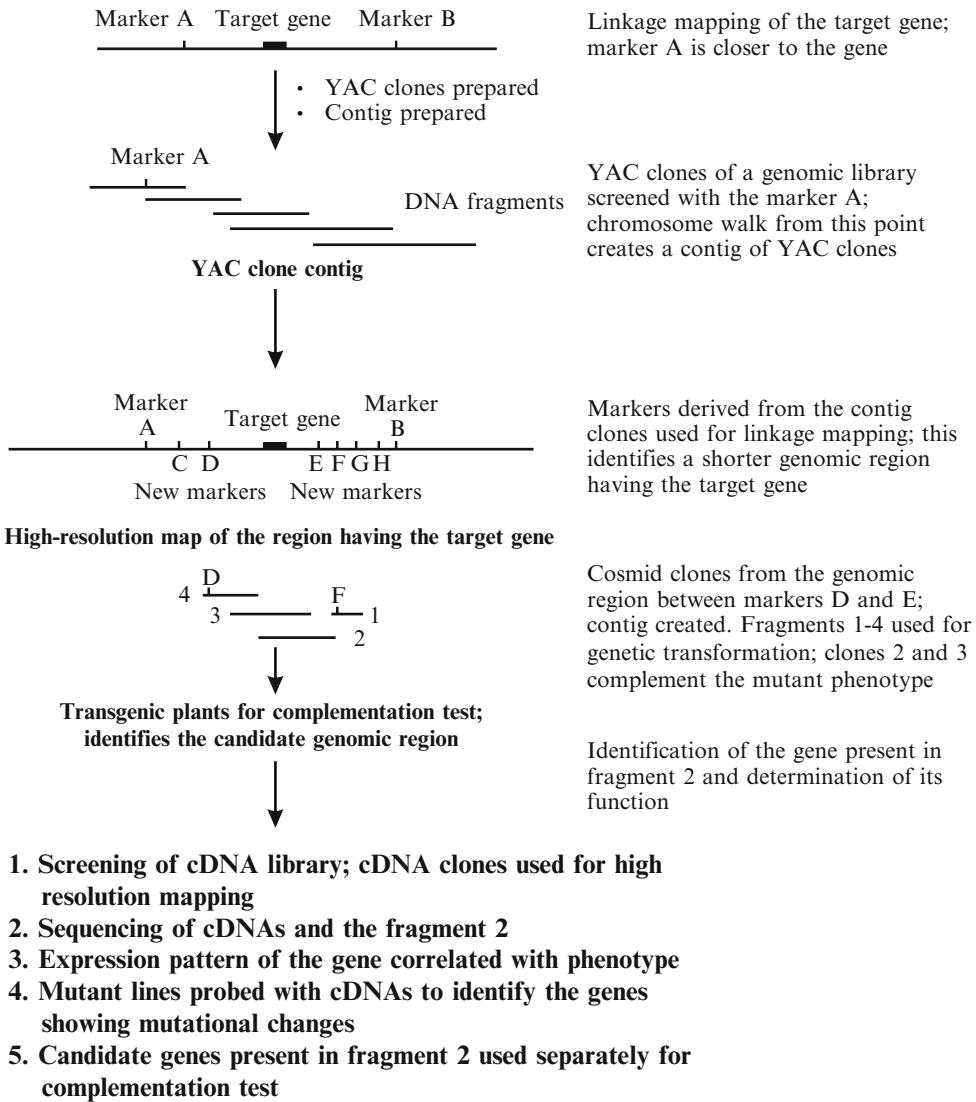 Marker A Target gene Marker B
Linkage mapping of the target gene;
marker A is closer to the gene
• YAC clones prepared
• Contig prepared
Marker A
DNA fragments
YAC clone contig
YAC clones of a genomic library
screened with the marker A;
chromosome walk from this point
creates a contig of YAC clones
Marker
A
Target gene
Marker
B
C D E F G H
New markers New markers
High-resolution map of the region having the target gene
Markers derived from the contig
clones used for linkage mapping; this
identifies a shorter genomic region
having the target gene
D
4
F
3
1
2
Cosmid clones from the genomic
region between markers D and E;
contig created. Fragments 1-4 used for
genetic transformation; clones 2 and 3
complement the mutant phenotype
Transgenic plants for complementation test;
identifies the candidate genomic region
Identification of the gene present in
fragment 2 and determination of its
function
1. Screening of cDNA library; cDNA clones used for high
resolution mapping
2. Sequencing of cDNAs and the fragment 2
3. Expression pattern of the gene correlated with phenotype
4. Mutant lines probed with cDNAs to identify the genes
showing mutational changes
5. Candidate genes present in fragment 2 used separately for
complementation test